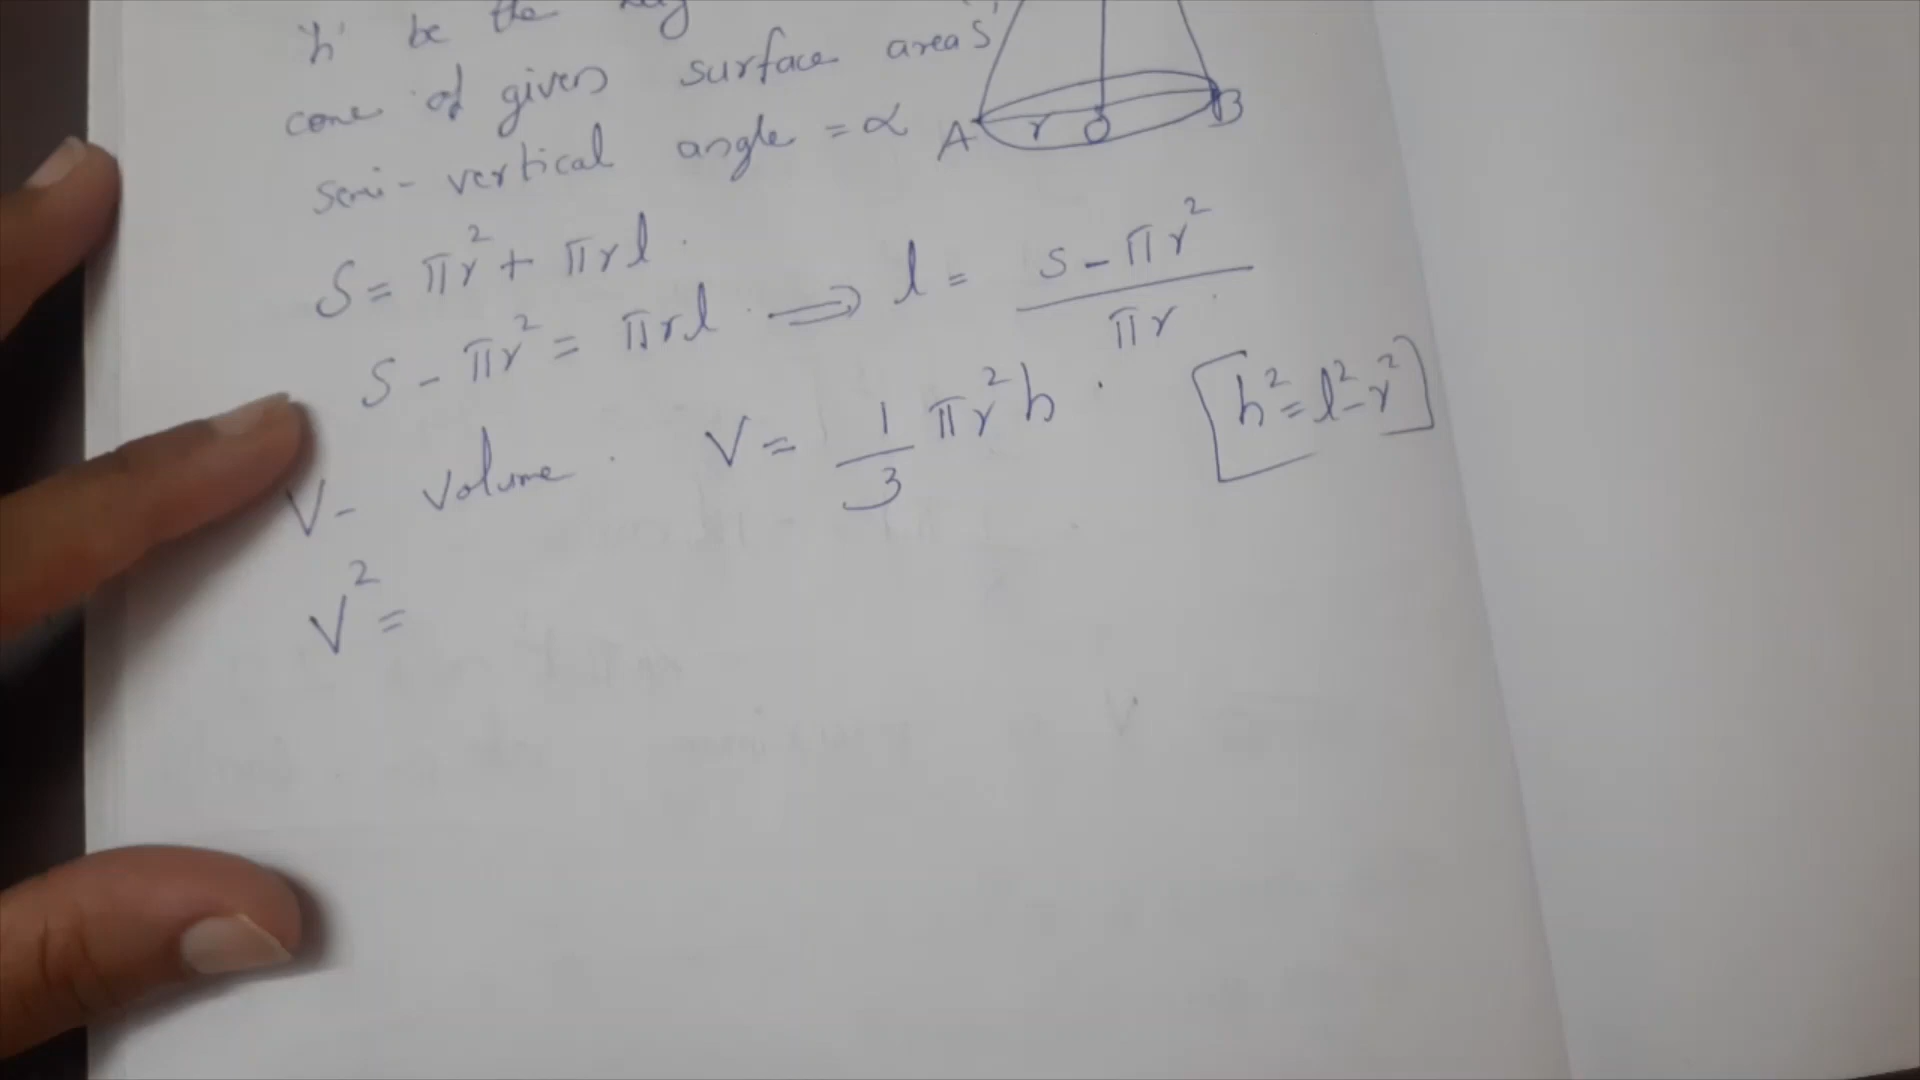 'h' be the
cone of given surface area 'S'
semi-vertical angle = α
A r O B
S = πr² + πrl.
S - πr² = πrl. ⟹ l = S - πr² / πr
V - volume. V = 1/3 πr²h. [h² = l² - r²]
V² =